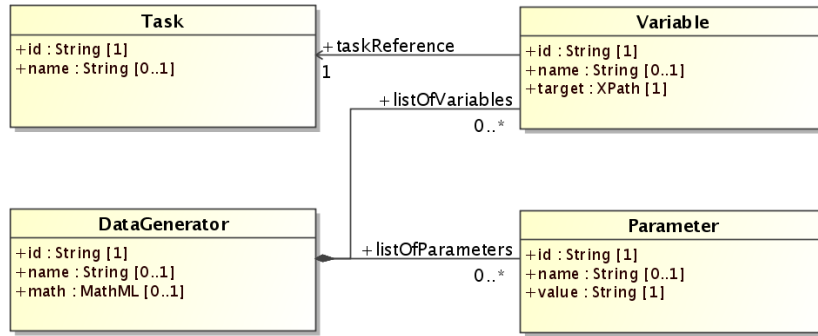 Task
+id : String [1]
+name : String [0..1]
+taskReference
1
Variable
+id : String [1]
+name : String [0..1]
+target : XPath [1]
+listOfVariables
0..*
DataGenerator
+id : String [1]
+name : String [0..1]
+math : MathML [0..1]
+listOfParameters
0..*
Parameter
+id : String [1]
+name : String [0..1]
+value : String [1]